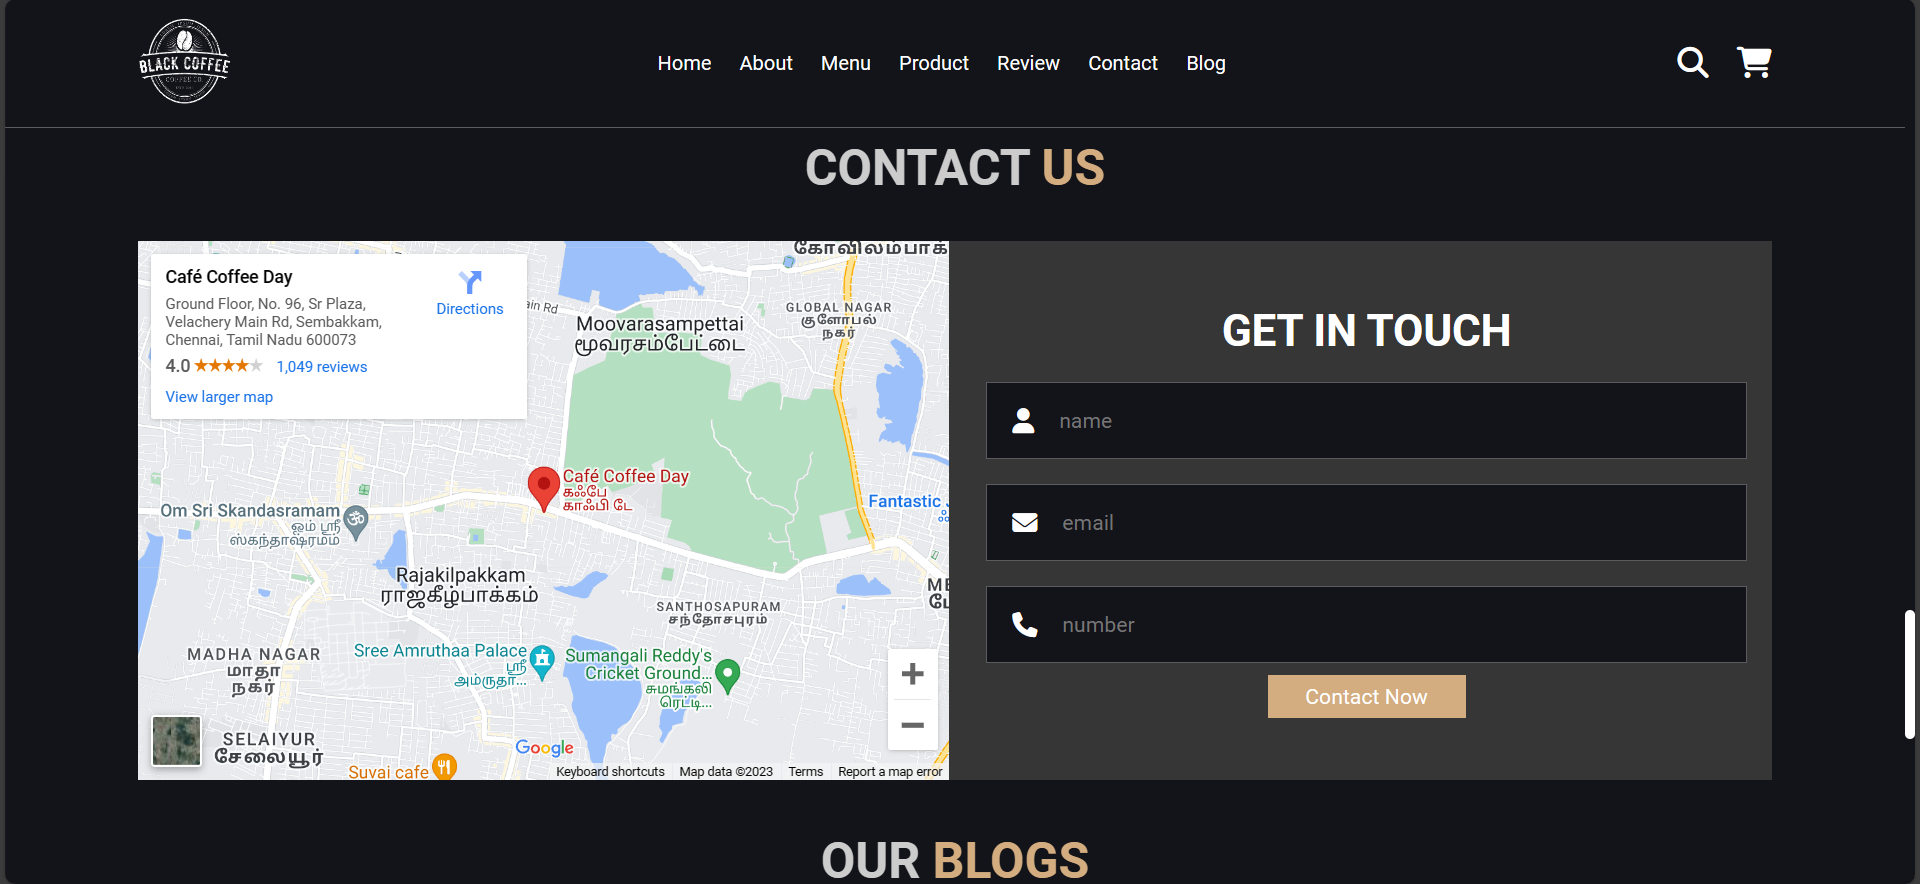 BLACK COFFEE
COFFEE CO
Home
About
Menu
Product
Review
Contact
Blog
CONTACT US
Café Coffee Day
Directions
Ground Floor, No. 96, Sr Plaza,
Velachery Main Rd, Sembakkam,
Chennai, Tamil Nadu 600073
4.0
1,049 reviews
View larger map
ain Rd
கோவிலம்பாக்
GLOBAL NAGAR
குளோபல்
நகர்
Moovarasampettai
மூவரசம்பேட்டை
Café Coffee Day
கஃபே
காஃபி டே
Fantastic
Om Sri Skandasramam
ஓம் ஸ்ரீ
ஸ்கந்தாஷ்ரமம்
Rajakilpakkam
ராஜகீழ்பாக்கம்
SANTHOSAPURAM
சந்தோசபுரம்
ME
மே
MADHA NAGAR
மாதா
நகர்
Sree Amruthaa Palace
ஸ்ரீ
அம்ருதா...
Sumangali Reddy's
Cricket Ground...
சுமங்கலி
ரெட்டி...
SELAIYUR
சேலையூர்
Suvai cafe
Google
Keyboard shortcuts
Map data ©2023
Terms
Report a map error
GET IN TOUCH
name
email
number
Contact Now
OUR BLOGS